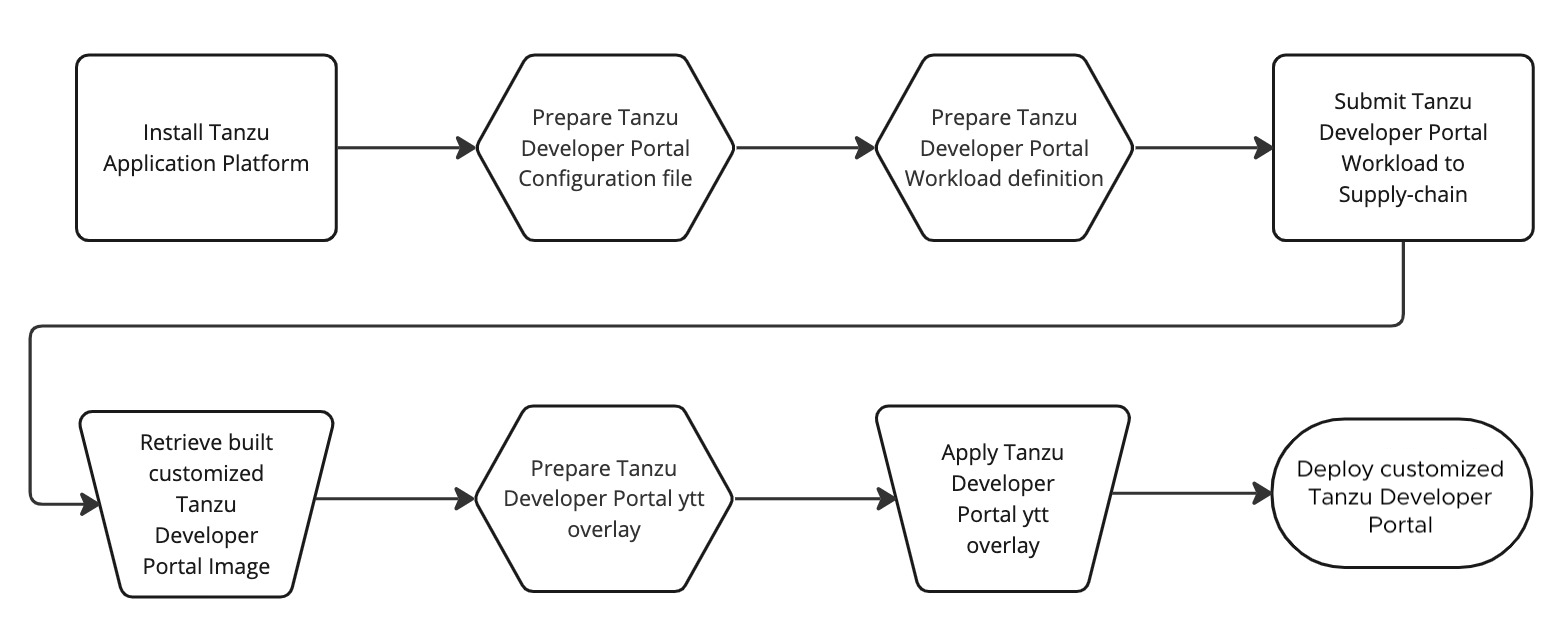 Install Tanzu
Application Platform
Prepare Tanzu
Developer Portal
Configuration file
Prepare Tanzu
Developer Portal
Workload definition
Submit Tanzu
Developer Portal
Workload to
Supply-chain
Retrieve built
customized
Tanzu
Developer
Portal Image
Prepare Tanzu
Developer Portal ytt
overlay
Apply Tanzu
Developer
Portal ytt
overlay
Deploy customized
Tanzu Developer
Portal